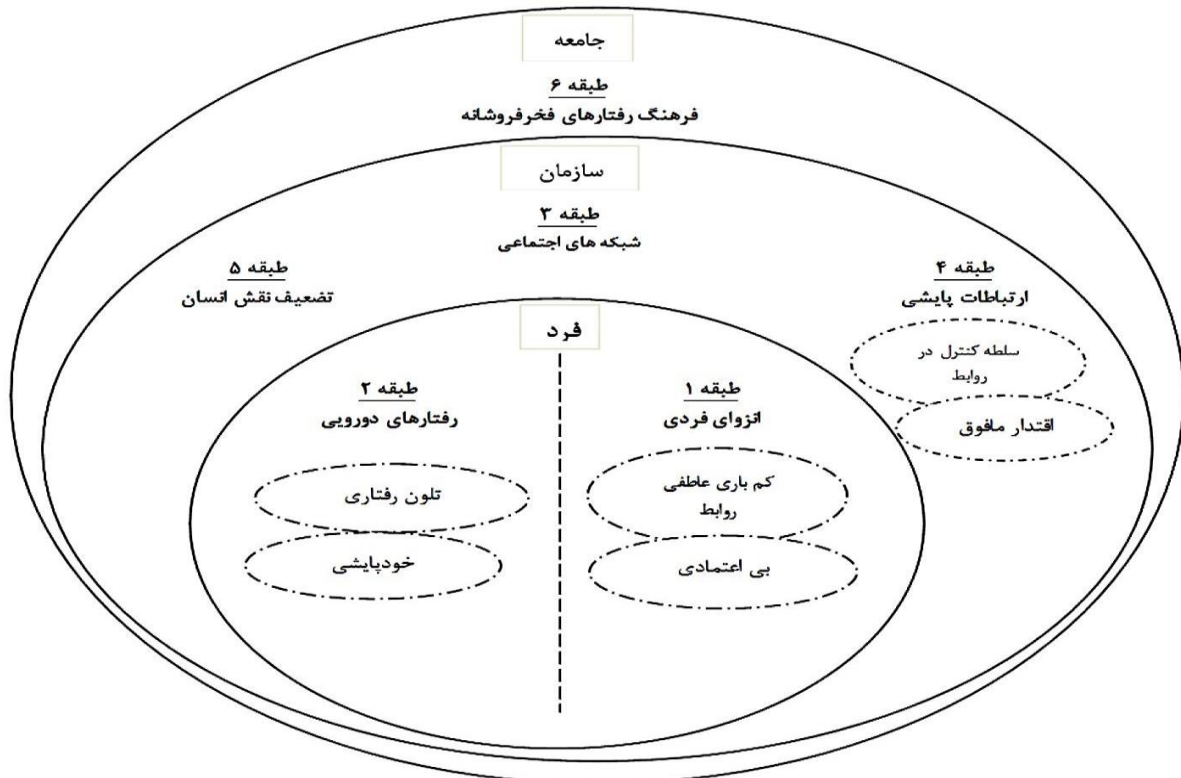 جامعه
طبقه ۶
فرهنگ رفتارهای فخرفروشانه
سازمان
طبقه ۳
شبکه های اجتماعی
طبقه ۴
ارتباطات پایشی
سلطه کنترل در
روابط
اقتدار مافوق
طبقه ۵
تضعیف نقش انسان
فرد
طبقه ۱
انزوای فردی
کم باری عاطفی
روابط
بی اعتمادی
طبقه ۲
رفتارهای دورویی
تلون رفتاری
خودپایشی